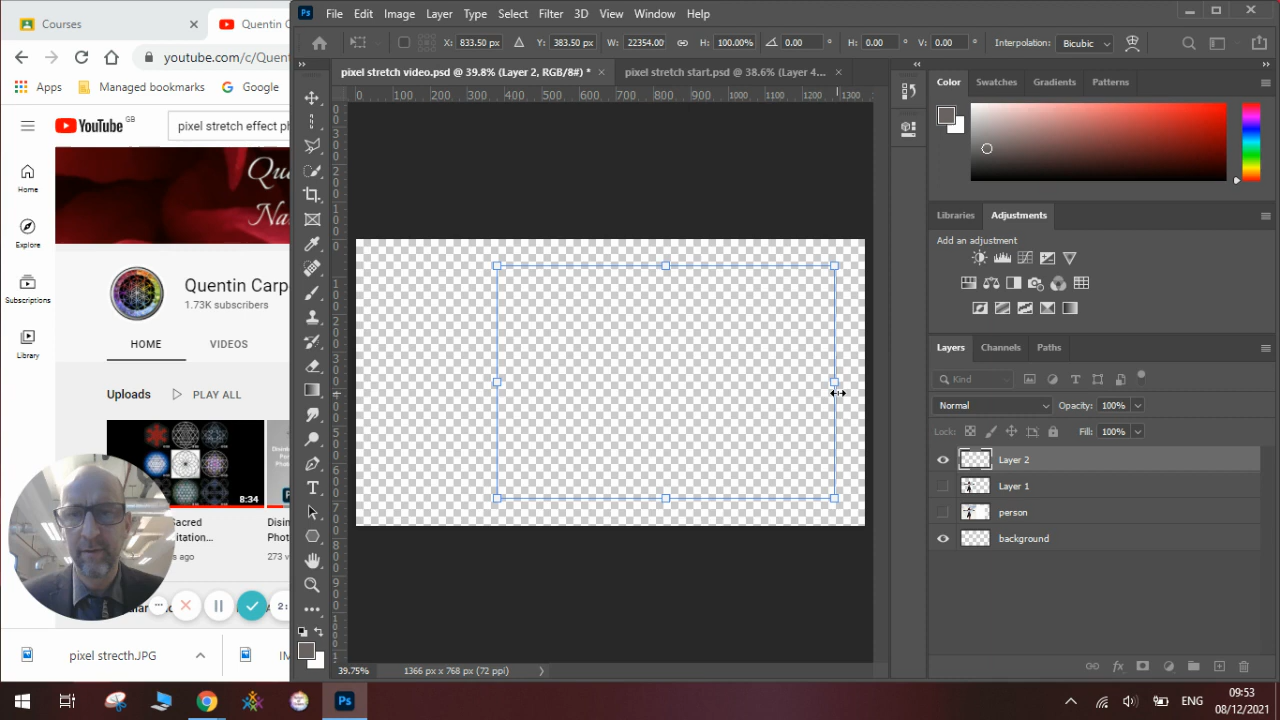 Courses
Quentin C
youtube.com/c/Quent
Apps
Managed bookmarks
Google
YouTube
GB
pixel stretch effect ph
Home
Explore
Subscriptions
Library
Que
Na
Quentin Carp
1.73K subscribers
HOME
VIDEOS
Uploads
PLAY ALL
8:34
Sacred
itation...
s ago
Disin
Phot
273 v
2:
pixel strecth.JPG
IM
Ps
File
Edit
Image
Layer
Type
Select
Filter
3D
View
Window
Help
X: 833.50 px
Y: 383.50 px
W: 22354.00
H: 100.00%
0.00 °
H: 0.00 °
V: 0.00 °
Interpolation: Bicubic
pixel stretch video.psd @ 39.8% (Layer 2, RGB/8#) *
pixel stretch start.psd @ 38.6% (Layer 4...
0 100 200 300 400 500 600 700 800 900 1000 1100 1200 1300
Color
Swatches
Gradients
Patterns
Libraries
Adjustments
Add an adjustment
Layers
Channels
Paths
Kind
Normal
Opacity: 100%
Lock:
Fill: 100%
Layer 2
Layer 1
person
background
39.75%
1366 px x 768 px (72 ppi)
Ps
ENG
09:53
08/12/2021